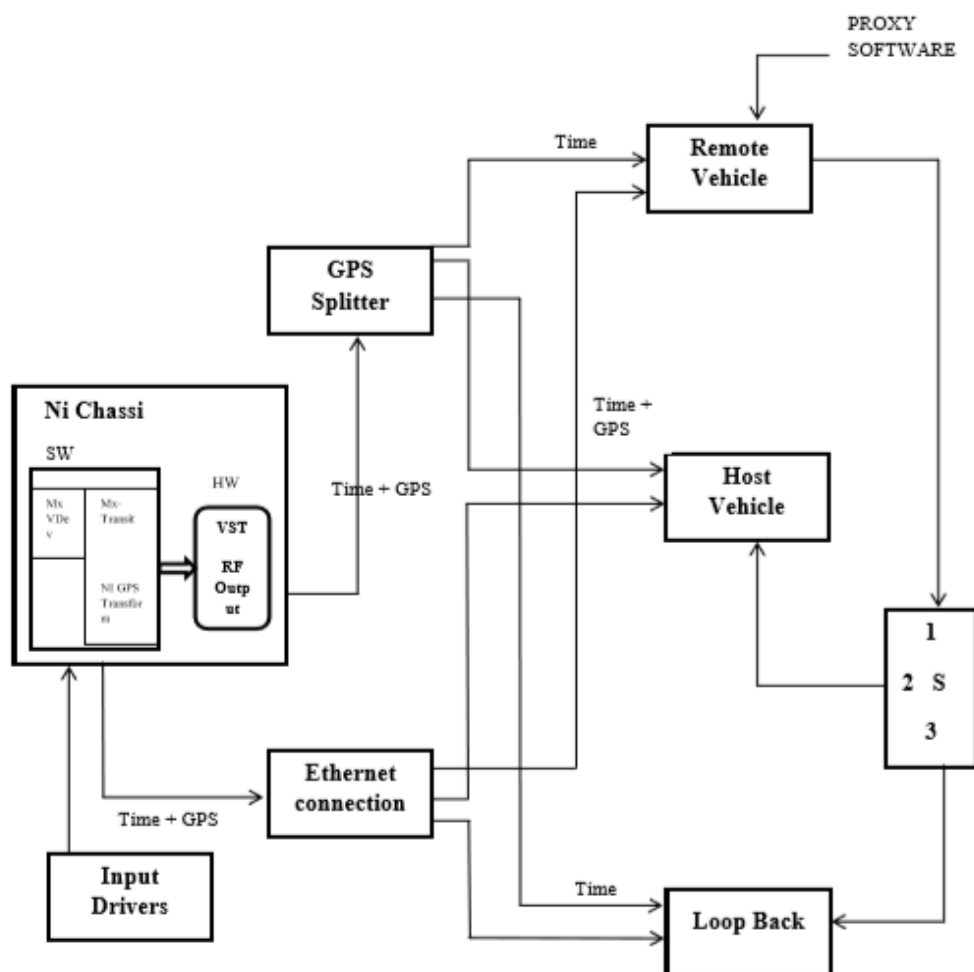 PROXY
SOFTWARE
Time
Remote
Vehicle
GPS
Splitter
Time +
GPS
Ni Chassi
SW
HW
Time + GPS
Host
Vehicle
Mx
VDe
v
Mx-
Transit
VST
RF
Outp
ut
NI GPS
Transfor
m
1
2 S
3
Ethernet
connection
Time + GPS
Input
Drivers
Time
Loop Back